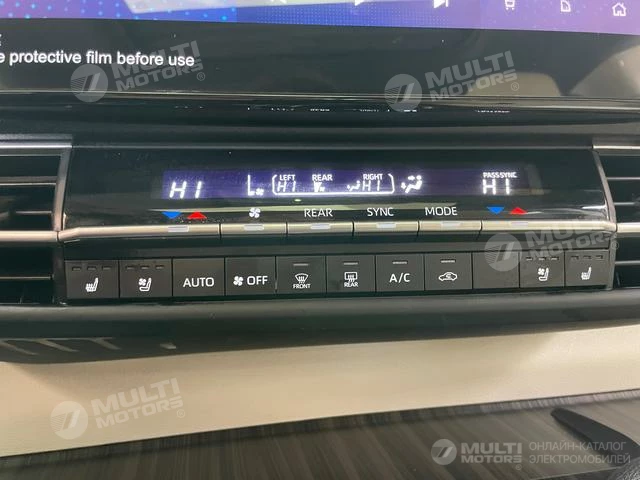 e protective film before use
MULTI
MOTORS®
MULTI
MOTORS®
LEFT REAR RIGHT PASS SYNC
HI HI HI HI
REAR SYNC MODE
AUTO OFF FRONT REAR A/C
MULTI
MOTORS®
MULTI
MOTORS®
MULTI
MOTORS®
ОНЛАЙН-КАТАЛОГ
ЭЛЕКТРОМОБИЛЕЙ